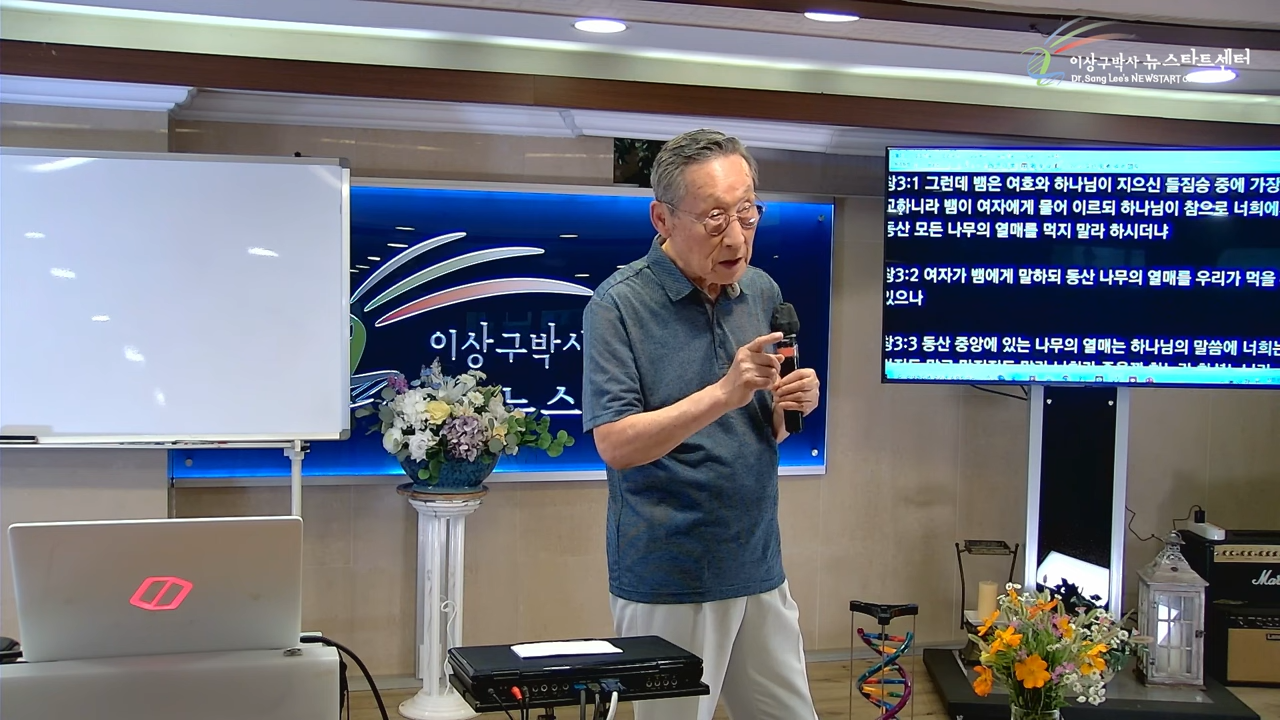 이상구박사 뉴스타트센터
Dr. Sang Lee's NEWSTART
창3:1 그런데 뱀은 여호와 하나님이 지으신 들짐승 중에 가장
교하니라 뱀이 여자에게 물어 이르되 하나님이 참으로 너희에
동산 모든 나무의 열매를 먹지 말라 하시더냐
창3:2 여자가 뱀에게 말하되 동산 나무의 열매를 우리가 먹을
있으나
창3:3 동산 중앙에 있는 나무의 열매는 하나님의 말씀에 너희는
이상구박사
뉴스